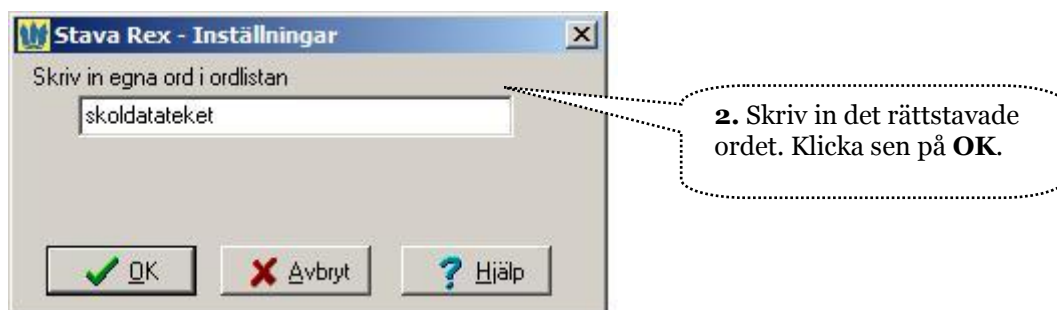 Stava Rex - Inställningar
Skriv in egna ord i ordlistan
skoldatateket
2. Skriv in det rättstavade
ordet. Klicka sen på OK.
OK Avbryt Hjälp